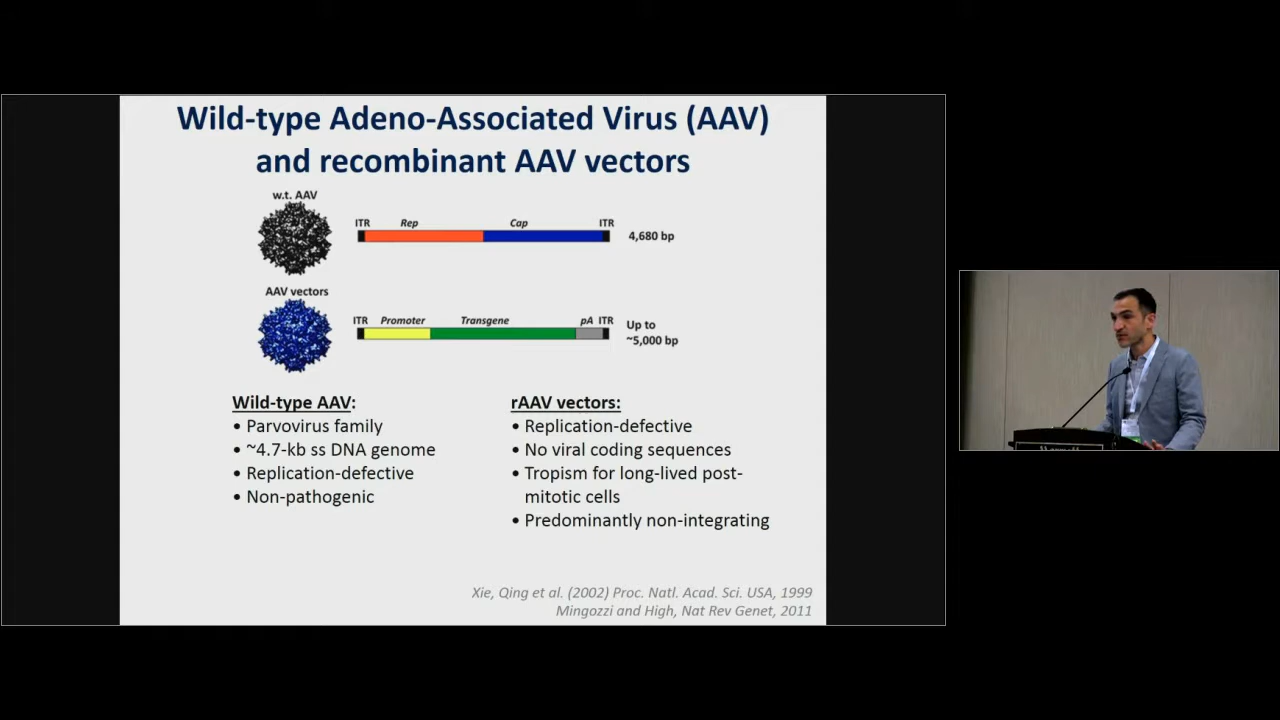 Wild-type Adeno-Associated Virus (AAV)
and recombinant AAV vectors
w.t. AAV
ITR Rep Cap ITR
4,680 bp
AAV vectors
ITR Promoter Transgene pA ITR
Up to
~5,000 bp
Wild-type AAV:
• Parvovirus family
• ~4.7-kb ss DNA genome
• Replication-defective
• Non-pathogenic
rAAV vectors:
• Replication-defective
• No viral coding sequences
• Tropism for long-lived post-
mitotic cells
• Predominantly non-integrating
Xie, Qing et al. (2002) Proc. Natl. Acad. Sci. USA, 1999
Mingozzi and High, Nat Rev Genet, 2011